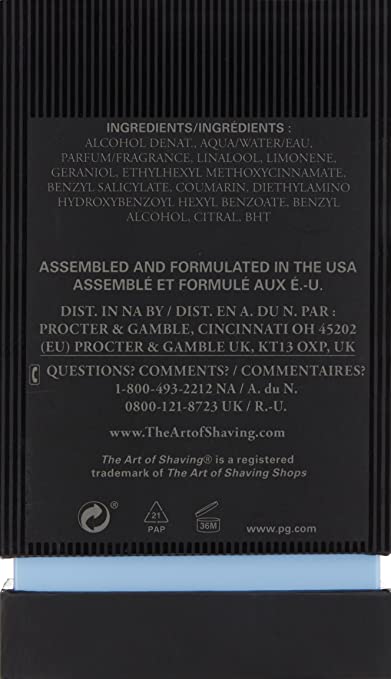 INGREDIENTS/INGRÉDIENTS :
ALCOHOL DENAT., AQUA/WATER/EAU,
PARFUM/FRAGRANCE, LINALOOL, LIMONENE,
GERANIOL, ETHYLHEXYL METHOXYCINNAMATE,
BENZYL SALICYLATE, COUMARIN, DIETHYLAMINO
HYDROXYBENZOYL HEXYL BENZOATE, BENZYL
ALCOHOL, CITRAL, BHT
ASSEMBLED AND FORMULATED IN THE USA
ASSEMBLÉ ET FORMULÉ AUX É.-U.
DIST. IN NA BY / DIST. EN A. DU N. PAR :
PROCTER & GAMBLE, CINCINNATI OH 45202
(EU) PROCTER & GAMBLE UK, KT13 OXP, UK
QUESTIONS? COMMENTS? / COMMENTAIRES?
1-800-493-2212 NA / A. du N.
0800-121-8723 UK / R.-U.
www.TheArtofShaving.com
The Art of Shaving® is a registered
trademark of The Art of Shaving Shops
21
PAP
36M
www.pg.com